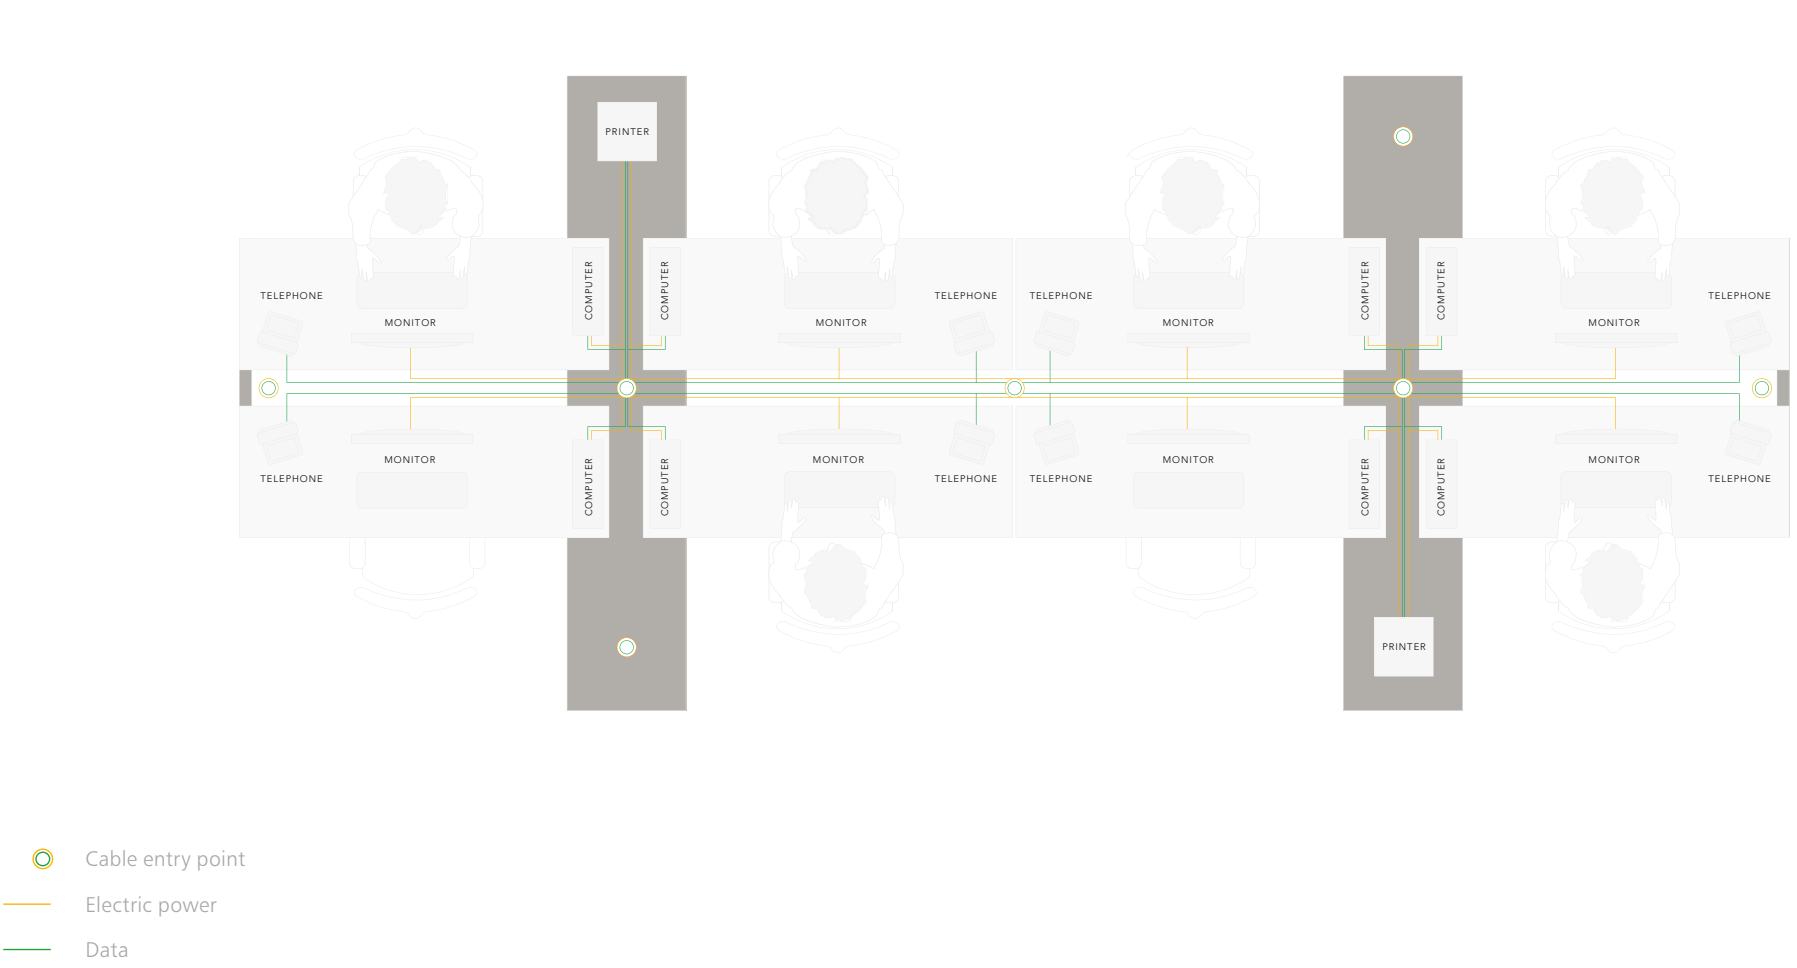 PRINTER
COMPUTER
COMPUTER
COMPUTER
COMPUTER
TELEPHONE
TELEPHONE
TELEPHONE
TELEPHONE
MONITOR
MONITOR
MONITOR
MONITOR
MONITOR
MONITOR
MONITOR
MONITOR
TELEPHONE
TELEPHONE
TELEPHONE
TELEPHONE
COMPUTER
COMPUTER
COMPUTER
COMPUTER
PRINTER
Cable entry point
Electric power
Data